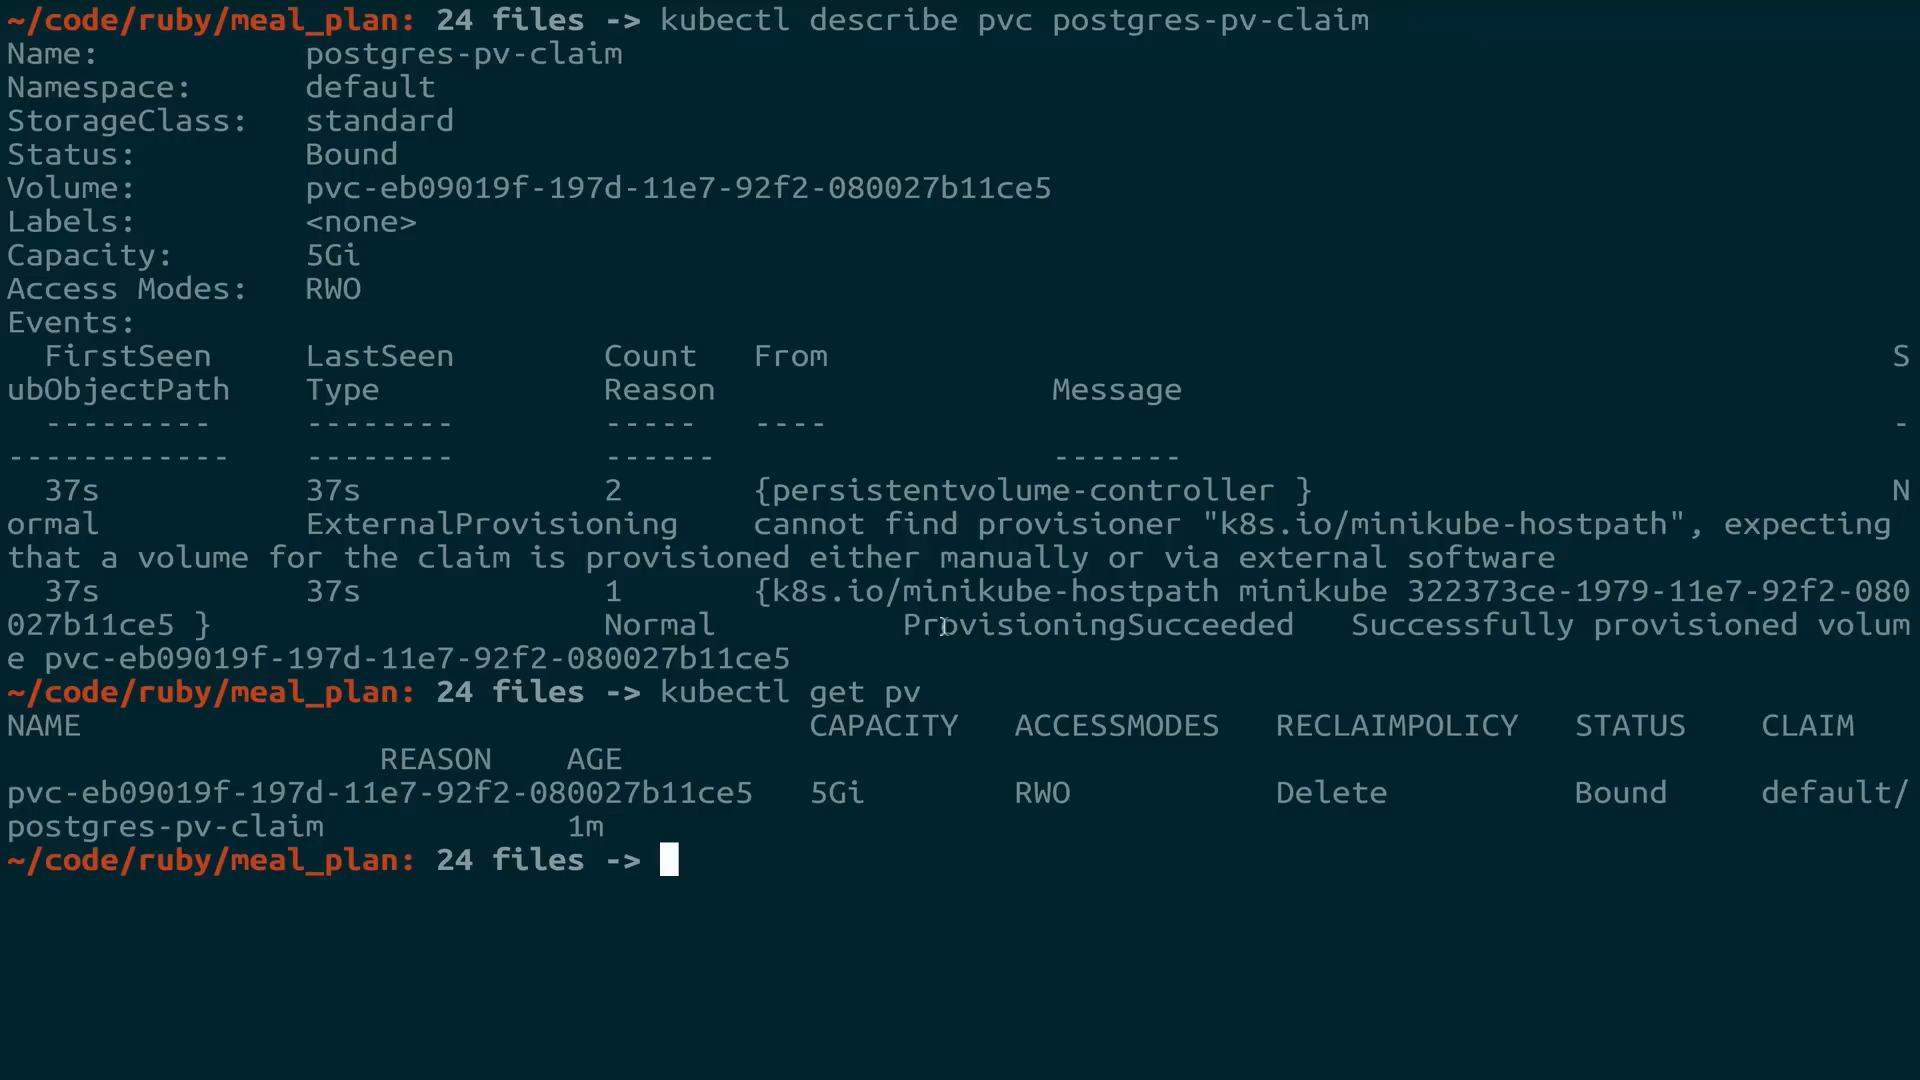 ~/code/ruby/meal_plan: 24 files -> kubectl describe pvc postgres-pv-claim
Name: postgres-pv-claim
Namespace: default
StorageClass: standard
Status: Bound
Volume: pvc-eb09019f-197d-11e7-92f2-080027b11ce5
Labels: <none>
Capacity: 5Gi
Access Modes: RWO
Events:
FirstSeen LastSeen Count From S
ubObjectPath Type Reason Message
--------- -------- ----- ---- -
------------ -------- ------ -------
37s 37s 2 {persistentvolume-controller } N
ormal ExternalProvisioning cannot find provisioner "k8s.io/minikube-hostpath", expecting
that a volume for the claim is provisioned either manually or via external software
37s 37s 1 {k8s.io/minikube-hostpath minikube 322373ce-1979-11e7-92f2-080
027b11ce5 } Normal ProvisioningSucceeded Successfully provisioned volum
e pvc-eb09019f-197d-11e7-92f2-080027b11ce5
~/code/ruby/meal_plan: 24 files -> kubectl get pv
NAME CAPACITY ACCESSMODES RECLAIMPOLICY STATUS CLAIM
REASON AGE
pvc-eb09019f-197d-11e7-92f2-080027b11ce5 5Gi RWO Delete Bound default/
postgres-pv-claim 1m
~/code/ruby/meal_plan: 24 files ->